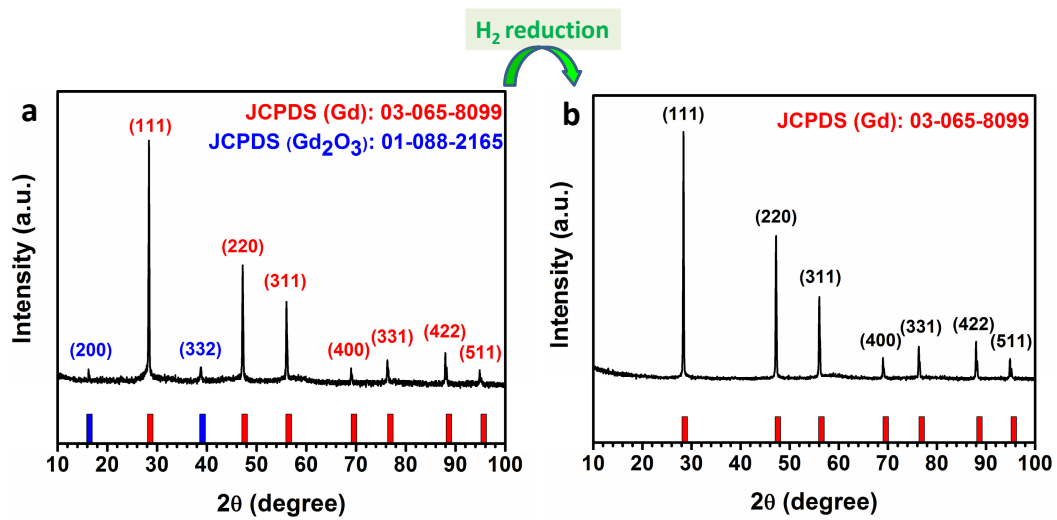 H2 reduction
a
JCPDS (Gd): 03-065-8099
JCPDS (Gd2O3): 01-088-2165
(111)
(220)
(311)
(200)
(332)
(400)
(331)
(422)
(511)
Intensity (a.u.)
10 20 30 40 50 60 70 80 90 100
2θ (degree)
b
JCPDS (Gd): 03-065-8099
(111)
(220)
(311)
(400)
(331)
(422)
(511)
Intensity (a.u.)
10 20 30 40 50 60 70 80 90 100
2θ (degree)